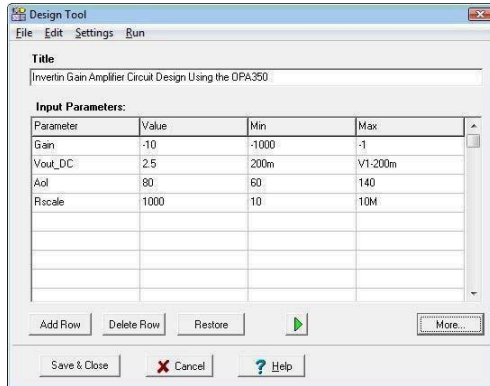 Design Tool
File Edit Settings Run
Title
Invertin Gain Amplifier Circuit Design Using the OPA350
Input Parameters:
Parameter Value Min Max
Gain -10 -1000 -1
Vout_DC 2.5 200m V1-200m
Aol 80 60 140
Rscale 1000 10 10M
Add Row Delete Row Restore More...
Save & Close Cancel ? Help